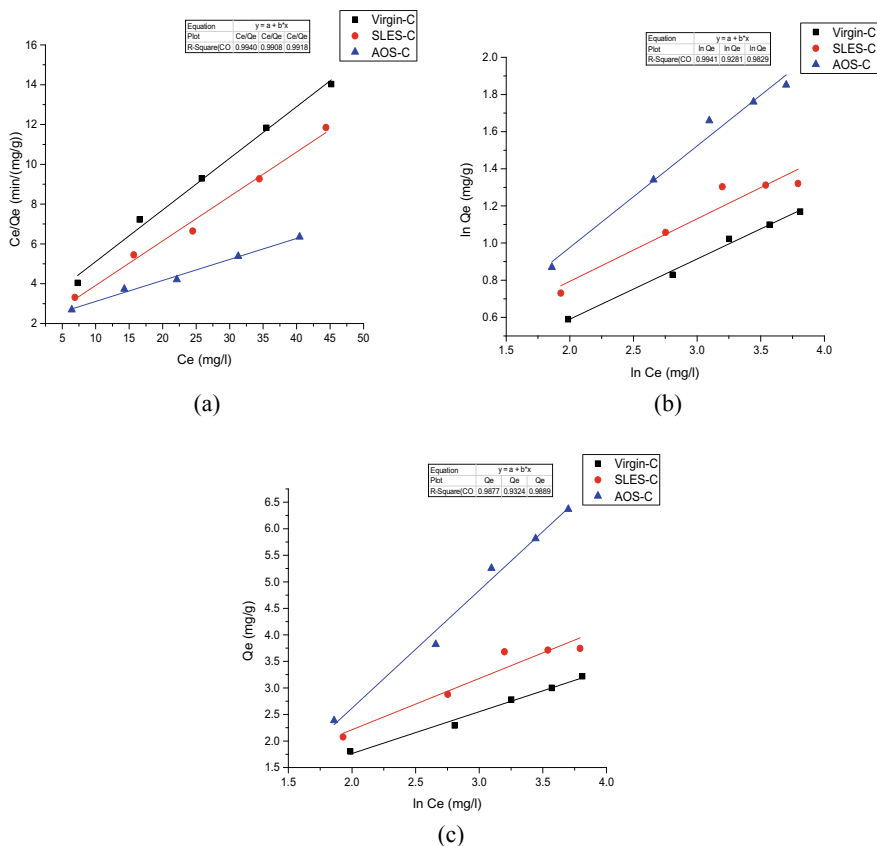 Equation y = a + b*x
Plot Ce/Qe Ce/Qe Ce/Qe
R-Square(CO 0.9940 0.9908 0.9918
Virgin-C
SLES-C
AOS-C
16
14
12
10
8
6
4
2
Ce/Qe (min/(mg/g))
5 10 15 20 25 30 35 40 45 50
Ce (mg/l)
(a)
Equation y = a + b*x
Plot ln Qe ln Qe ln Qe
R-Square(CO 0.9941 0.9281 0.9829
Virgin-C
SLES-C
AOS-C
2.0
1.8
1.6
1.4
1.2
1.0
0.8
0.6
ln Qe (mg/g)
1.5 2.0 2.5 3.0 3.5 4.0
ln Ce (mg/l)
(b)
Equation y = a + b*x
Plot Qe Qe Qe
R-Square(CO 0.9877 0.9324 0.9889
Virgin-C
SLES-C
AOS-C
6.5
6.0
5.5
5.0
4.5
4.0
3.5
3.0
2.5
2.0
1.5
Qe (mg/g)
1.5 2.0 2.5 3.0 3.5 4.0
ln Ce (mg/l)
(c)